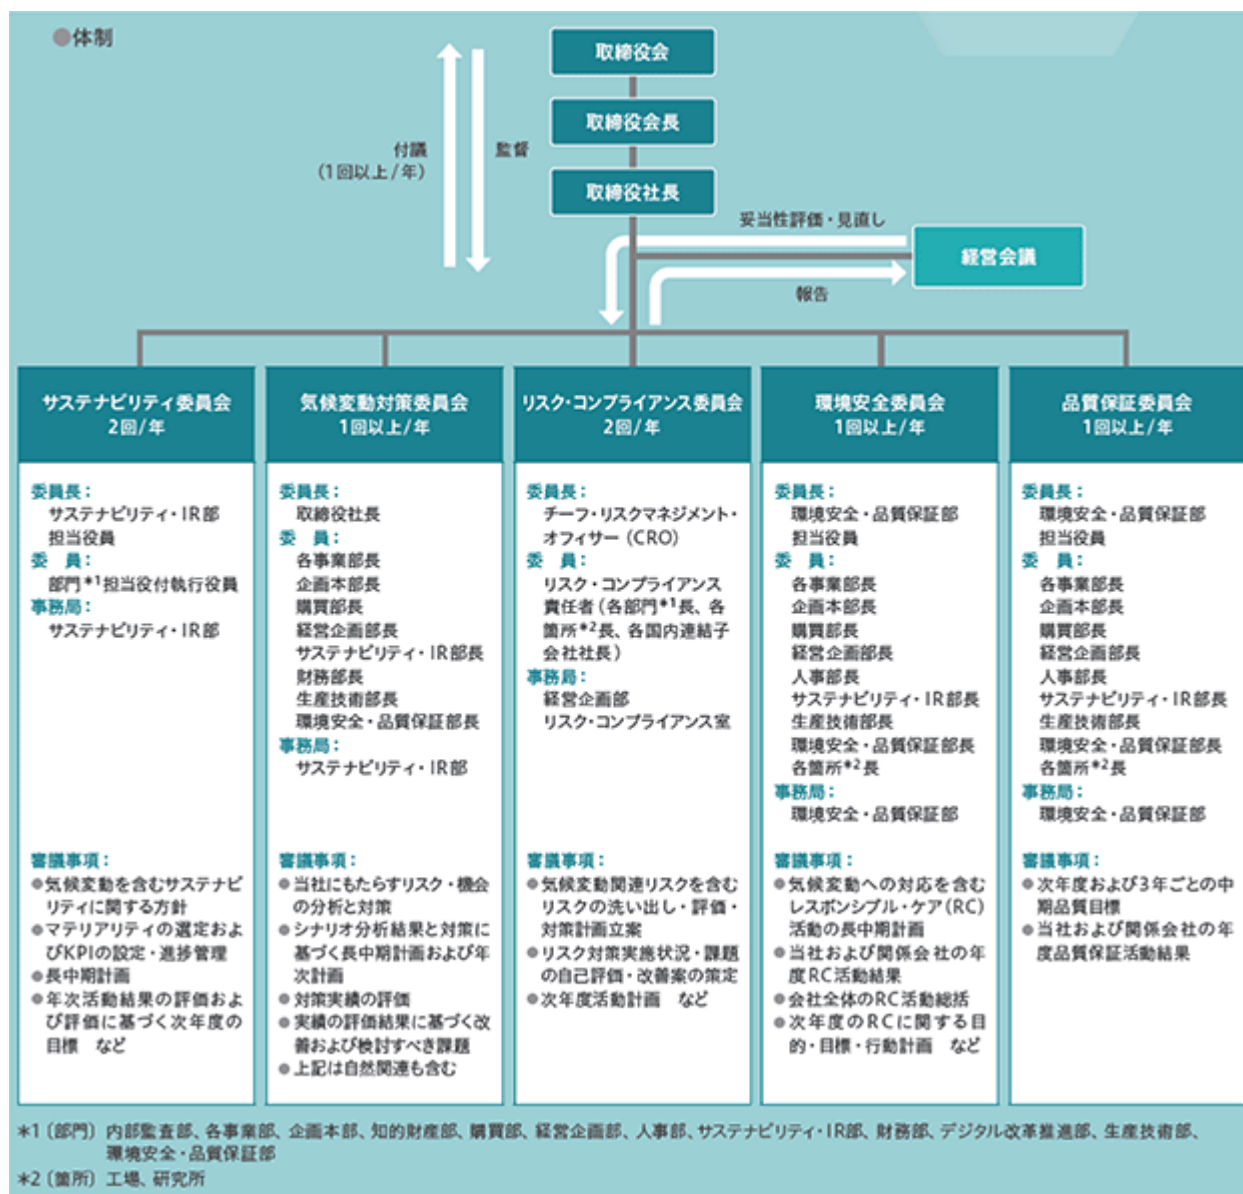 ●体制
取締役会
取締役会長
取締役社長
付議
(1回以上/年)
監督
妥当性評価・見直し
経営会議
報告
サステナビリティ委員会
2回/年
委員長：
サステナビリティ・IR部
担当役員
委　員：
部門*1担当役付執行役員
事務局：
サステナビリティ・IR部
審議事項：
●気候変動を含むサステナビ
リティに関する方針
●マテリアリティの選定およ
びKPIの設定・進捗管理
●長中期計画
●年次活動結果の評価およ
び評価に基づく次年度の
目標　など
気候変動対策委員会
1回以上/年
委員長：
取締役社長
委　員：
各事業部長
企画本部長
購買部長
経営企画部長
サステナビリティ・IR部長
財務部長
生産技術部長
環境安全・品質保証部長
事務局：
サステナビリティ・IR部
審議事項：
●当社にもたらすリスク・機会
の分析と対策
●シナリオ分析結果と対策に
基づく長中期計画および年
次計画
●対策実績の評価
●実績の評価結果に基づく改
善および検討すべき課題
●上記は自然関連も含む
リスク・コンプライアンス委員会
2回/年
委員長：
チーフ・リスクマネジメント・
オフィサー（CRO）
委　員：
リスク・コンプライアンス
責任者（各部門*1長、各
箇所*2長、各国内連結子
会社社長）
事務局：
経営企画部
リスク・コンプライアンス室
審議事項：
●気候変動関連リスクを含む
リスクの洗い出し・評価・
対策計画立案
●リスク対策実施状況・課題
の自己評価・改善案の策定
●次年度活動計画　など
環境安全委員会
1回以上/年
委員長：
環境安全・品質保証部
担当役員
委　員：
各事業部長
企画本部長
購買部長
経営企画部長
人事部長
サステナビリティ・IR部長
生産技術部長
環境安全・品質保証部長
各箇所*2長
事務局：
環境安全・品質保証部
審議事項：
●気候変動への対応を含む
レスポンシブル・ケア（RC）
活動の長中期計画
●当社および関係会社の年
度RC活動結果
●会社全体のRC活動総括
●次年度のRCに関する目
的・目標・行動計画　など
品質保証委員会
1回以上/年
委員長：
環境安全・品質保証部
担当役員
委　員：
各事業部長
企画本部長
購買部長
経営企画部長
人事部長
サステナビリティ・IR部長
生産技術部長
環境安全・品質保証部長
各箇所*2長
事務局：
環境安全・品質保証部
審議事項：
●次年度および3年ごとの中
期品質目標
●当社および関係会社の年
度品質保証活動結果
*1（部門）内部監査部、各事業部、企画本部、知的財産部、購買部、経営企画部、人事部、サステナビリティ・IR部、財務部、デジタル改革推進部、生産技術部、
環境安全・品質保証部
*2（箇所）工場、研究所